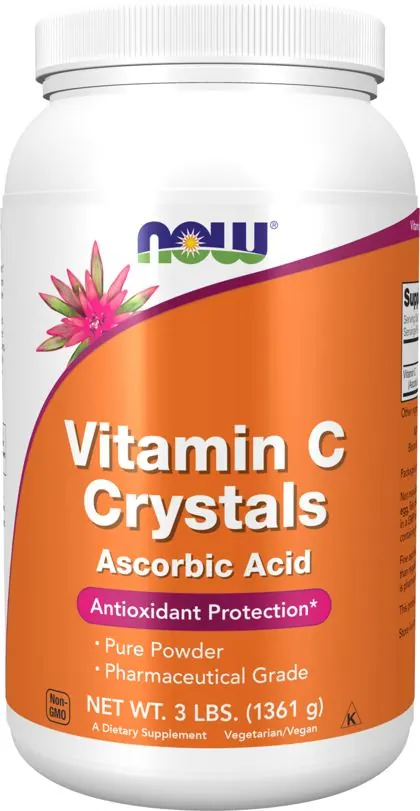 now®
Vitamin C
Crystals
Ascorbic Acid
Antioxidant Protection*
• Pure Powder
• Pharmaceutical Grade
Non-
GMO
NET WT. 3 LBS. (1361 g)
A Dietary Supplement Vegetarian/Vegan
K